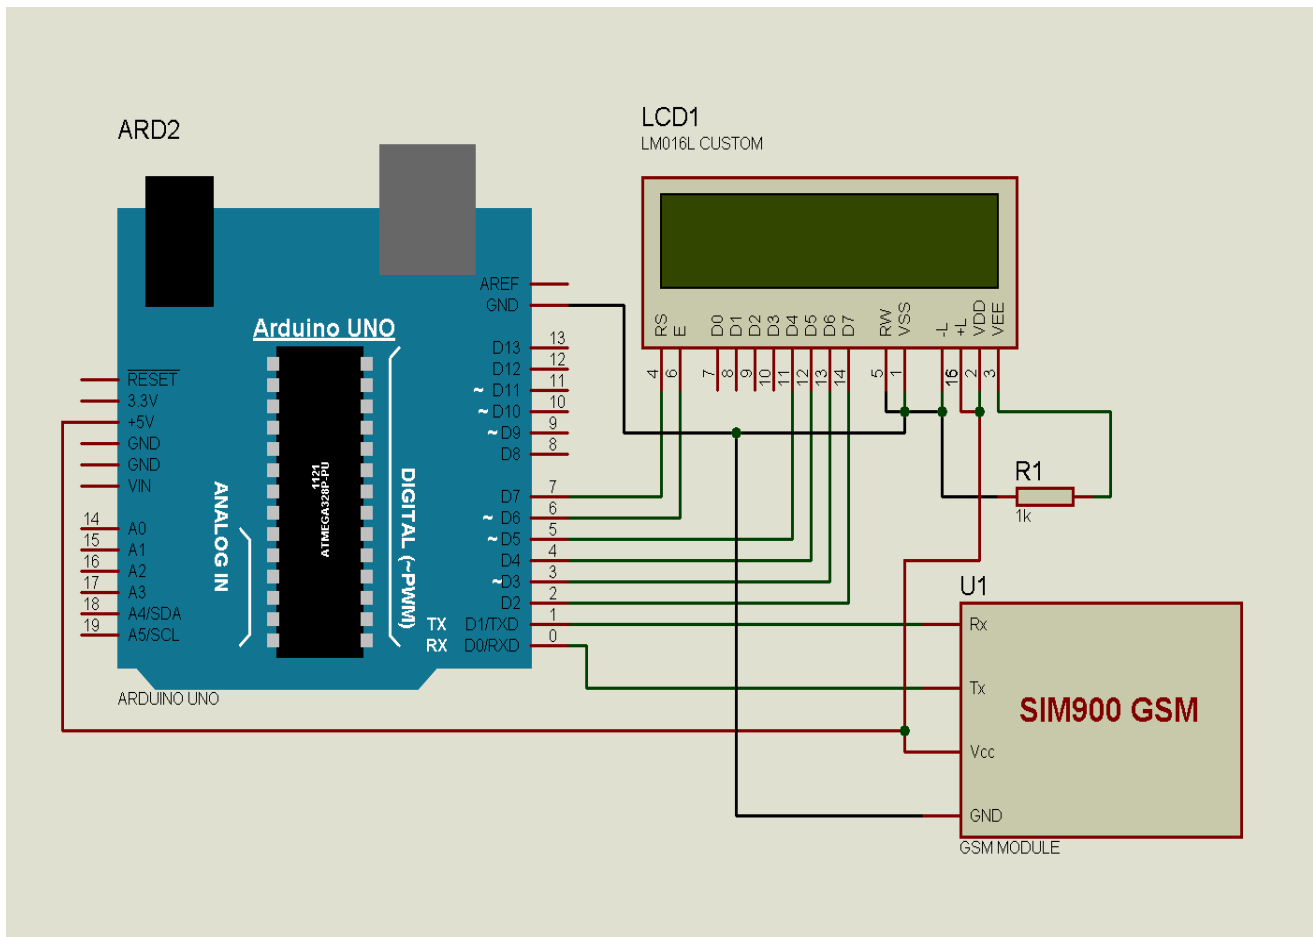 ARD2
LCD1
LM016L CUSTOM
Arduino UNO
AREF
GND
RESET
3.3V
+5V
GND
GND
VIN
14 A0
15 A1
16 A2
17 A3
18 A4/SDA
19 A5/SCL
ANALOG IN
1121
ATMEGA328P-PU
DIGITAL (~PWM)
D13 13
D12 12
~ D11 11
~ D10 10
~ D9 9
D8 8
D7 7
~ D6 6
~ D5 5
D4 4
~ D3 3
D2 2
TX D1/TXD 1
RX D0/RXD 0
ARDUINO UNO
RS E D0 D1 D2 D3 D4 D5 D6 D7 RW VSS -L +L VDD VEE
4 6 7 8 9 10 11 12 13 14 5 1 16 2 3
R1
1k
U1
Rx
Tx
SIM900 GSM
Vcc
GND
GSM MODULE